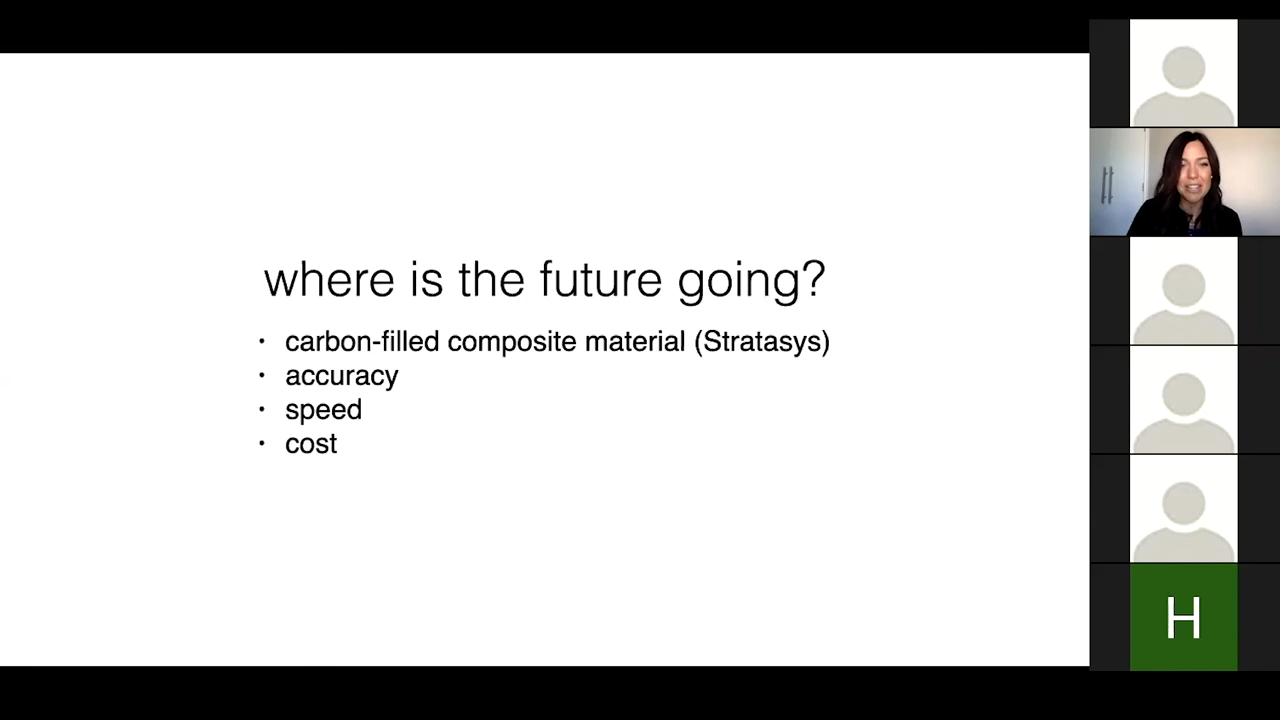 where is the future going?
• carbon-filled composite material (Stratasys)
• accuracy
• speed
• cost
H